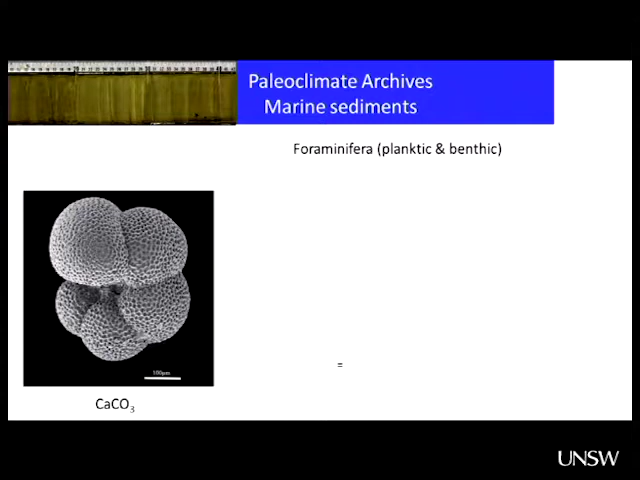 Paleoclimate Archives
Marine sediments
Foraminifera (planktic & benthic)
100µm
=
CaCO₃
UNSW